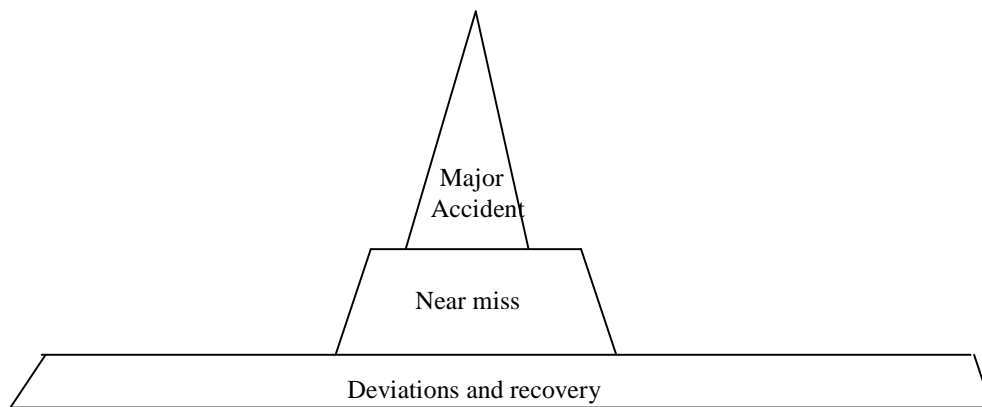 Major
Accident
Near miss
Deviations and recovery